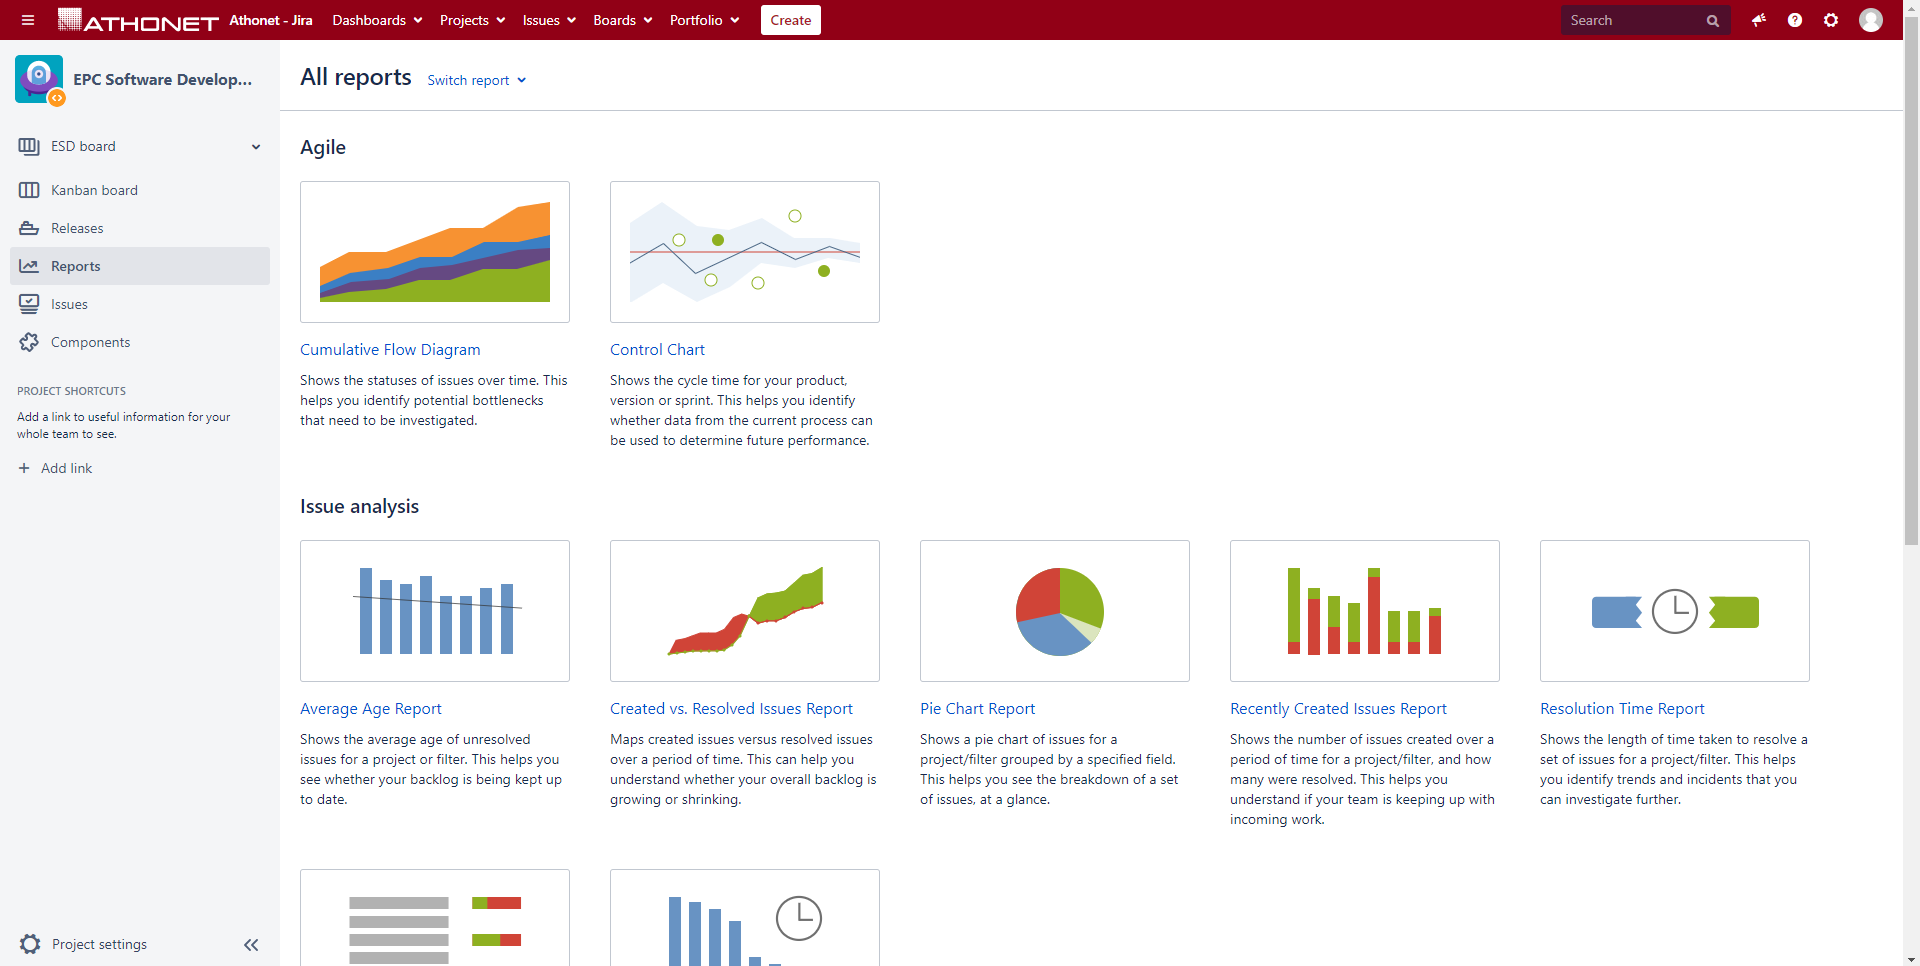 ATHONET Athonet - Jira Dashboards Projects Issues Boards Portfolio Create Search
EPC Software Develop...
ESD board
Kanban board
Releases
Reports
Issues
Components
PROJECT SHORTCUTS
Add a link to useful information for your
whole team to see.
+ Add link
Project settings
All reports Switch report
Agile
Cumulative Flow Diagram
Shows the statuses of issues over time. This
helps you identify potential bottlenecks
that need to be investigated.
Control Chart
Shows the cycle time for your product,
version or sprint. This helps you identify
whether data from the current process can
be used to determine future performance.
Issue analysis
Average Age Report
Shows the average age of unresolved
issues for a project or filter. This helps you
see whether your backlog is being kept up
to date.
Created vs. Resolved Issues Report
Maps created issues versus resolved issues
over a period of time. This can help you
understand whether your overall backlog is
growing or shrinking.
Pie Chart Report
Shows a pie chart of issues for a
project/filter grouped by a specified field.
This helps you see the breakdown of a set
of issues, at a glance.
Recently Created Issues Report
Shows the number of issues created over a
period of time for a project/filter, and how
many were resolved. This helps you
understand if your team is keeping up with
incoming work.
Resolution Time Report
Shows the length of time taken to resolve a
set of issues for a project/filter. This helps
you identify trends and incidents that you
can investigate further.